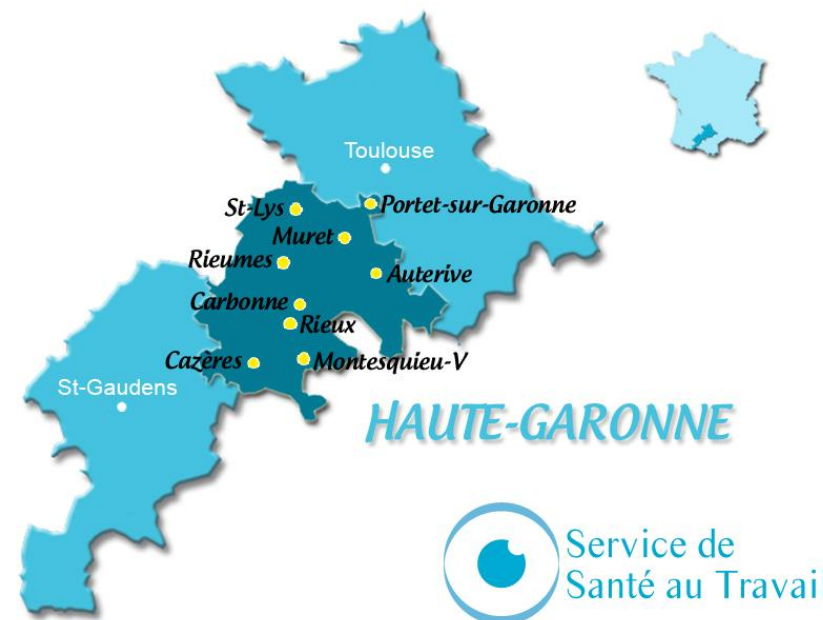 Toulouse
St-Lys
Portet-sur-Garonne
Muret
Rieumes
Auterive
Carbonne
Rieux
Cazères
Montesquieu-V
St-Gaudens
HAUTE-GARONNE
Service de
Santé au Travai